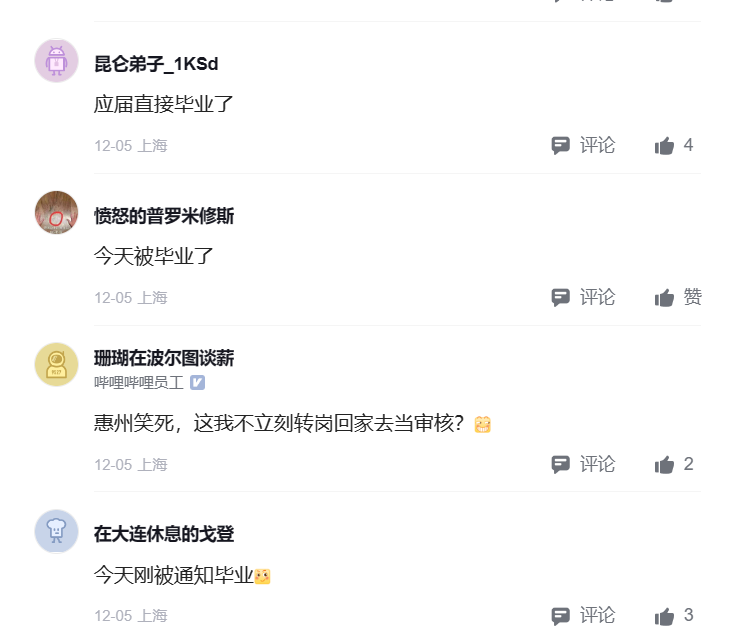 昆仑弟子_1KSd
应届直接毕业了
12-05 上海
评论 4
愤怒的普罗米修斯
今天被毕业了
12-05 上海
评论 赞
珊瑚在波尔图谈薪
哔哩哔哩员工
惠州笑死，这我不立刻转岗回家去当审核？
12-05 上海
评论 2
在大连休息的戈登
今天刚被通知毕业
12-05 上海
评论 3